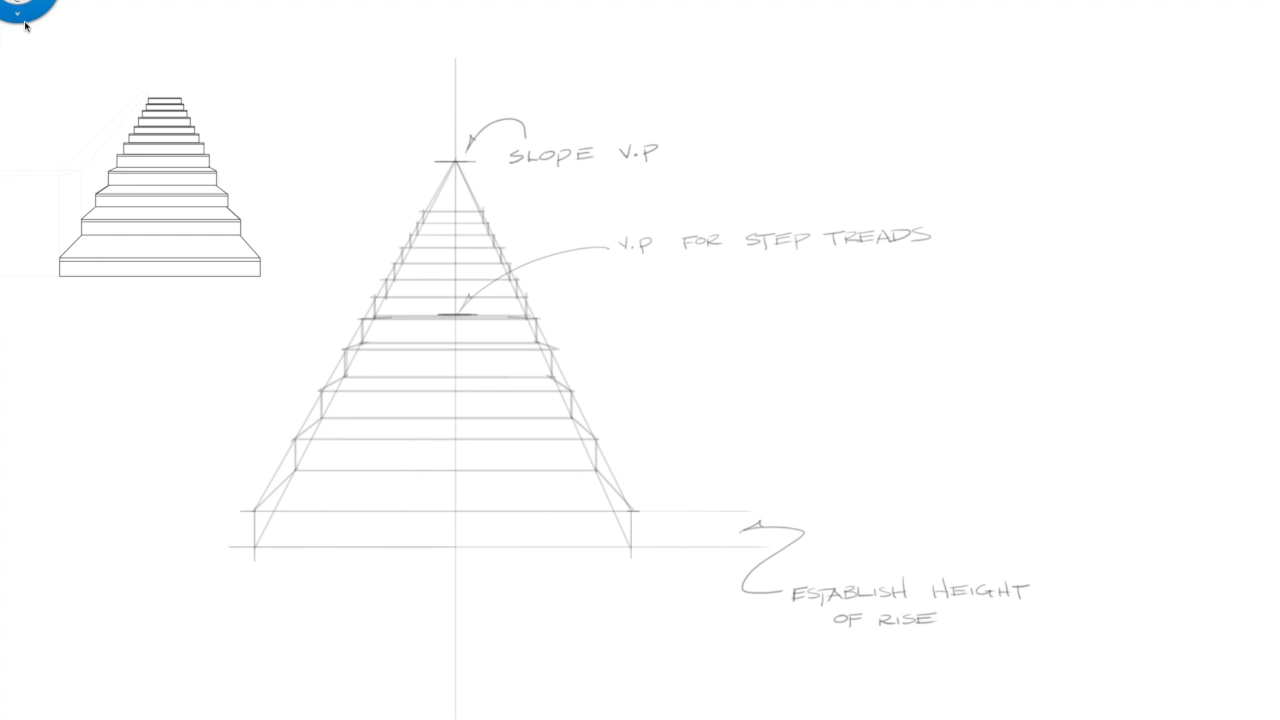 SLOPE V.P
V.P FOR STEP TREADS
ESTABLISH HEIGHT
OF RISE